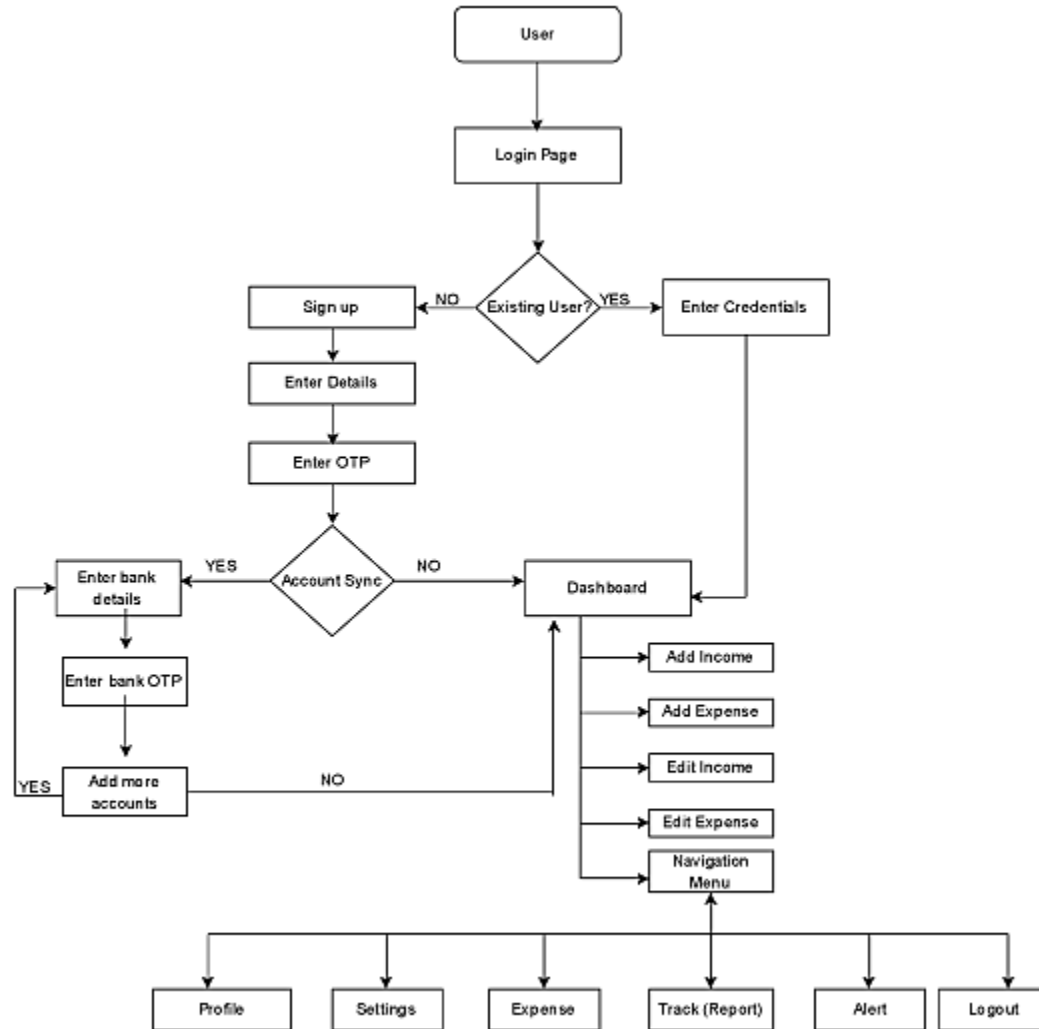 User
Login Page
Existing User?
NO
YES
Sign up
Enter Credentials
Enter Details
Enter OTP
Account Sync
YES
NO
Enter bank
details
Dashboard
Enter bank OTP
Add Income
Add Expense
Edit Income
Add more
accounts
YES
NO
Edit Expense
Navigation
Menu
Profile
Settings
Expense
Track (Report)
Alert
Logout